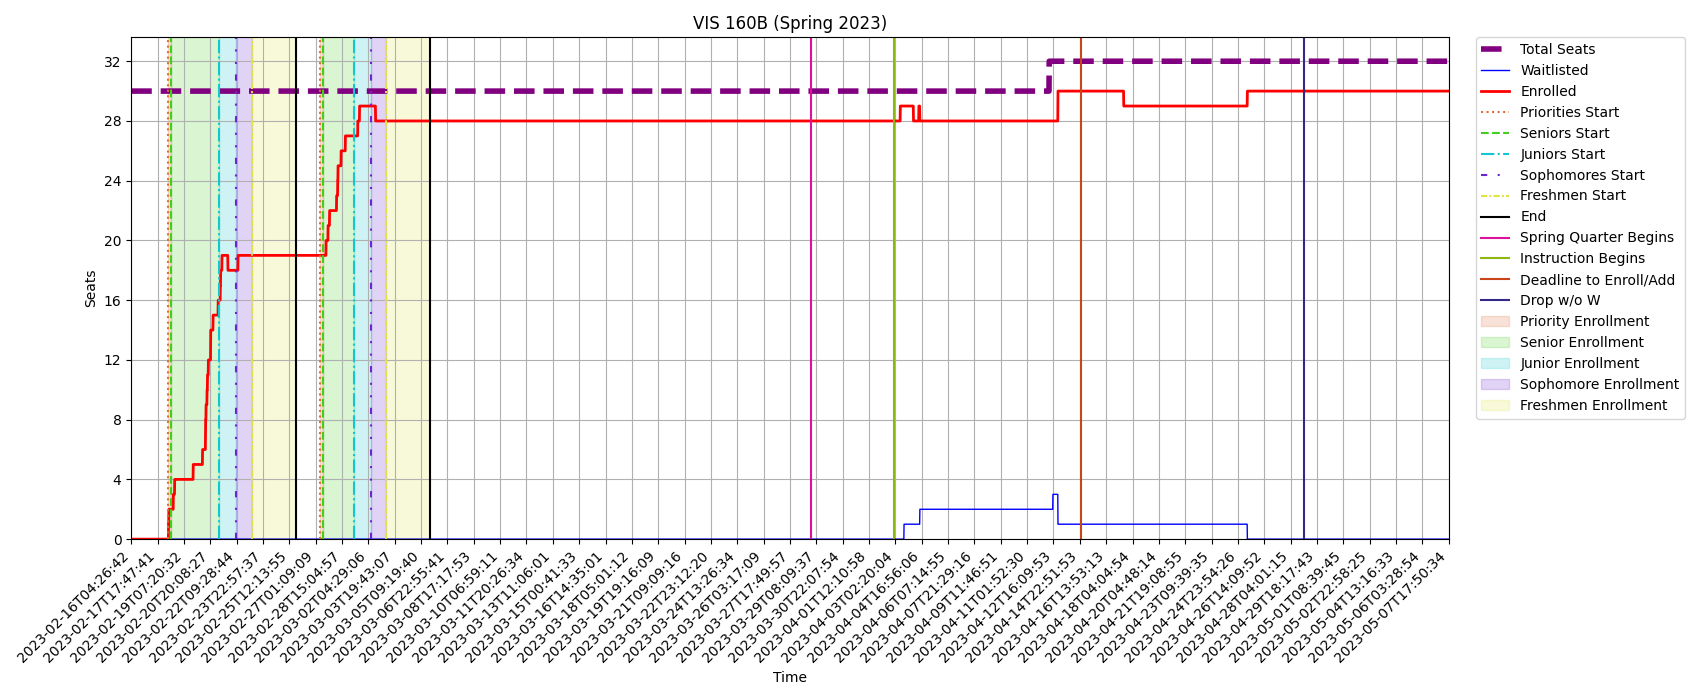 VIS 160B (Spring 2023)
Seats
32
28
24
20
16
12
8
4
0
2023-02-16T04:26:42
2023-02-17T17:47:41
2023-02-19T07:20:32
2023-02-20T20:08:27
2023-02-22T09:28:44
2023-02-23T22:57:37
2023-02-25T12:13:55
2023-02-27T01:09:09
2023-02-28T15:04:57
2023-03-02T04:29:06
2023-03-03T19:43:07
2023-03-05T09:19:40
2023-03-06T22:55:41
2023-03-08T17:17:53
2023-03-10T06:59:11
2023-03-11T20:26:34
2023-03-13T11:06:01
2023-03-15T00:41:33
2023-03-16T14:35:01
2023-03-18T05:01:12
2023-03-19T19:16:09
2023-03-21T09:09:16
2023-03-22T23:12:20
2023-03-24T13:26:34
2023-03-26T03:17:09
2023-03-27T17:49:57
2023-03-29T08:09:37
2023-03-30T22:07:54
2023-04-01T12:10:58
2023-04-03T02:20:04
2023-04-04T16:56:06
2023-04-06T07:14:55
2023-04-07T21:29:16
2023-04-09T11:46:51
2023-04-11T01:52:30
2023-04-12T16:09:53
2023-04-14T22:51:53
2023-04-16T13:53:13
2023-04-18T04:04:54
2023-04-20T04:48:14
2023-04-21T19:08:55
2023-04-23T09:39:35
2023-04-24T23:54:26
2023-04-26T14:09:52
2023-04-28T04:01:15
2023-04-29T18:17:43
2023-05-01T08:39:45
2023-05-02T22:58:25
2023-05-04T13:16:33
2023-05-06T03:28:54
2023-05-07T17:50:34
Time
Total Seats
Waitlisted
Enrolled
Priorities Start
Seniors Start
Juniors Start
Sophomores Start
Freshmen Start
End
Spring Quarter Begins
Instruction Begins
Deadline to Enroll/Add
Drop w/o W
Priority Enrollment
Senior Enrollment
Junior Enrollment
Sophomore Enrollment
Freshmen Enrollment